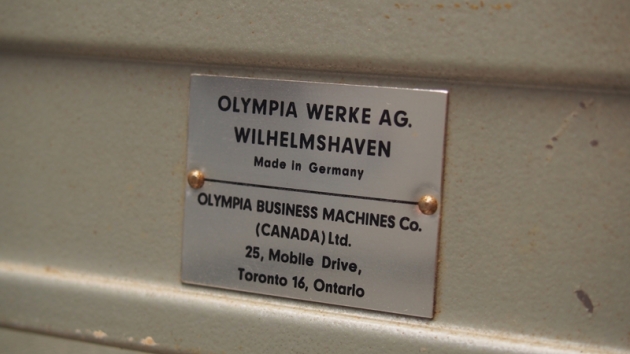 OLYMPIA WERKE AG.
WILHELMSHAVEN
Made in Germany
OLYMPIA BUSINESS MACHINES Co.
(CANADA) Ltd.
25, Mobile Drive,
Toronto 16, Ontario